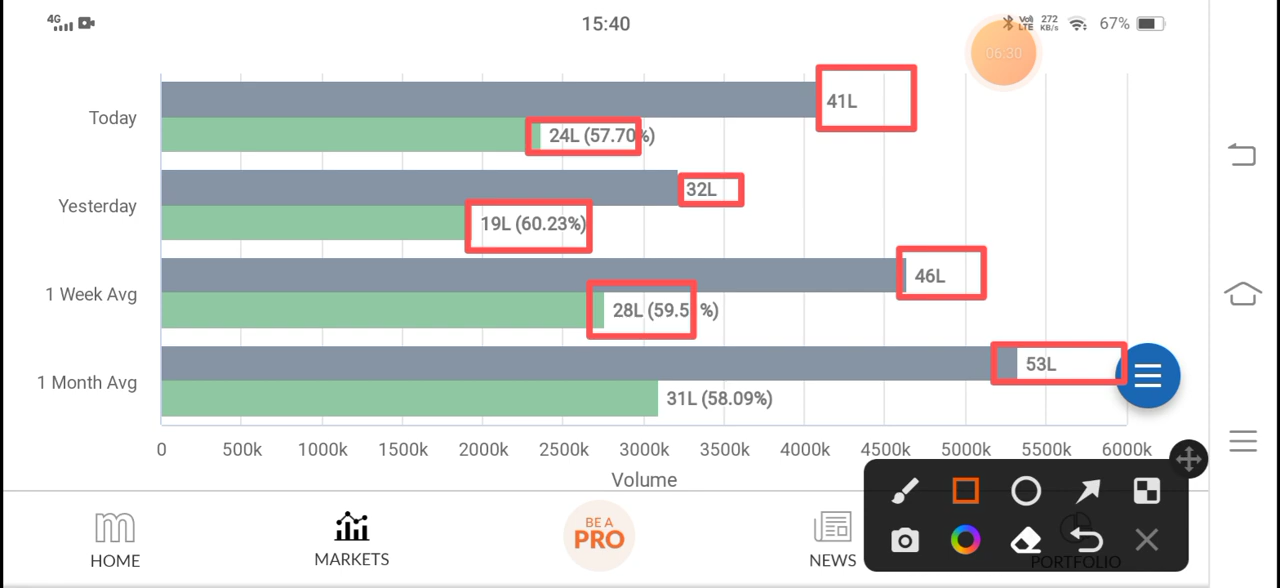 4G 15:40 Voll LTE 272 KB/s 67%
06:30
Today 41L
24L (57.70%)
Yesterday 32L
19L (60.23%)
1 Week Avg 46L
28L (59.5 %)
1 Month Avg 53L
31L (58.09%)
0 500k 1000k 1500k 2000k 2500k 3000k 3500k 4000k 4500k 5000k 5500k 6000k
Volume
m BE A
PRO
HOME MARKETS NEWS PORTFOLIO